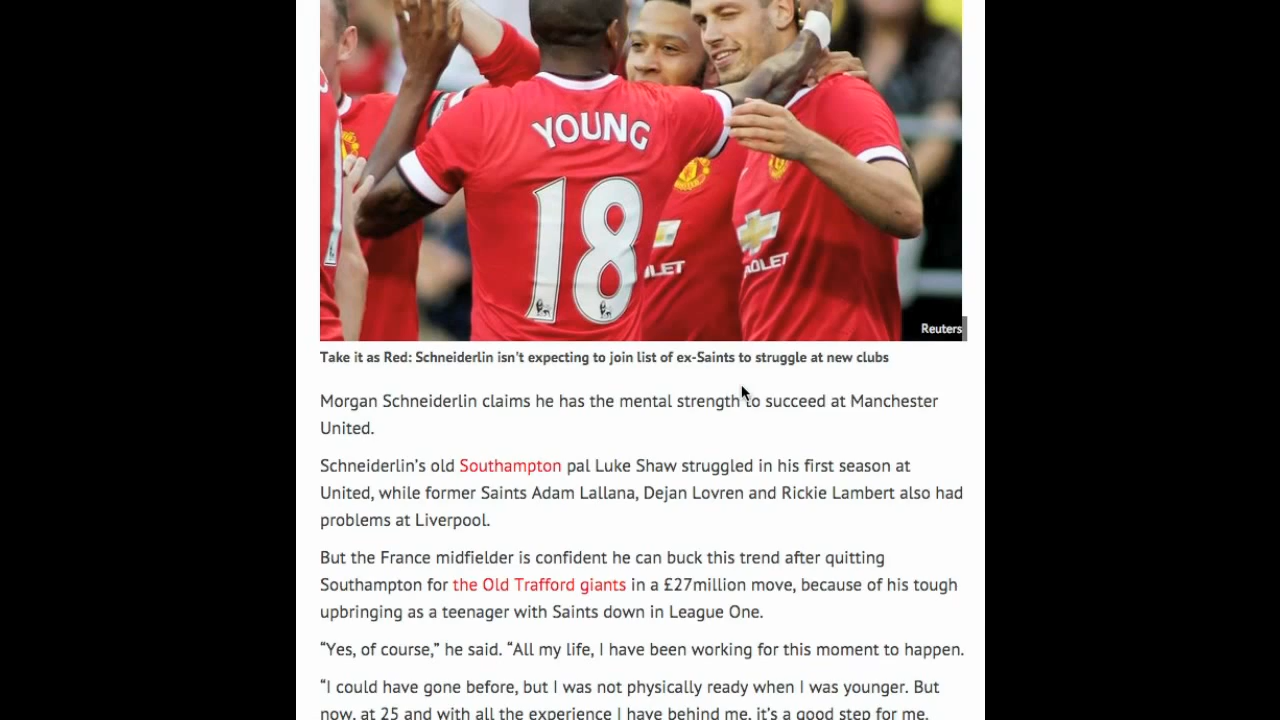 YOUNG
18
OLET
LET
Reuters
Take it as Red: Schneiderlin isn't expecting to join list of ex-Saints to struggle at new clubs
Morgan Schneiderlin claims he has the mental strength to succeed at Manchester
United.
Schneiderlin’s old Southampton pal Luke Shaw struggled in his first season at
United, while former Saints Adam Lallana, Dejan Lovren and Rickie Lambert also had
problems at Liverpool.
But the France midfielder is confident he can buck this trend after quitting
Southampton for the Old Trafford giants in a £27million move, because of his tough
upbringing as a teenager with Saints down in League One.
“Yes, of course,” he said. “All my life, I have been working for this moment to happen.
“I could have gone before, but I was not physically ready when I was younger. But
now, at 25 and with all the experience I have behind me, it’s a good step for me.